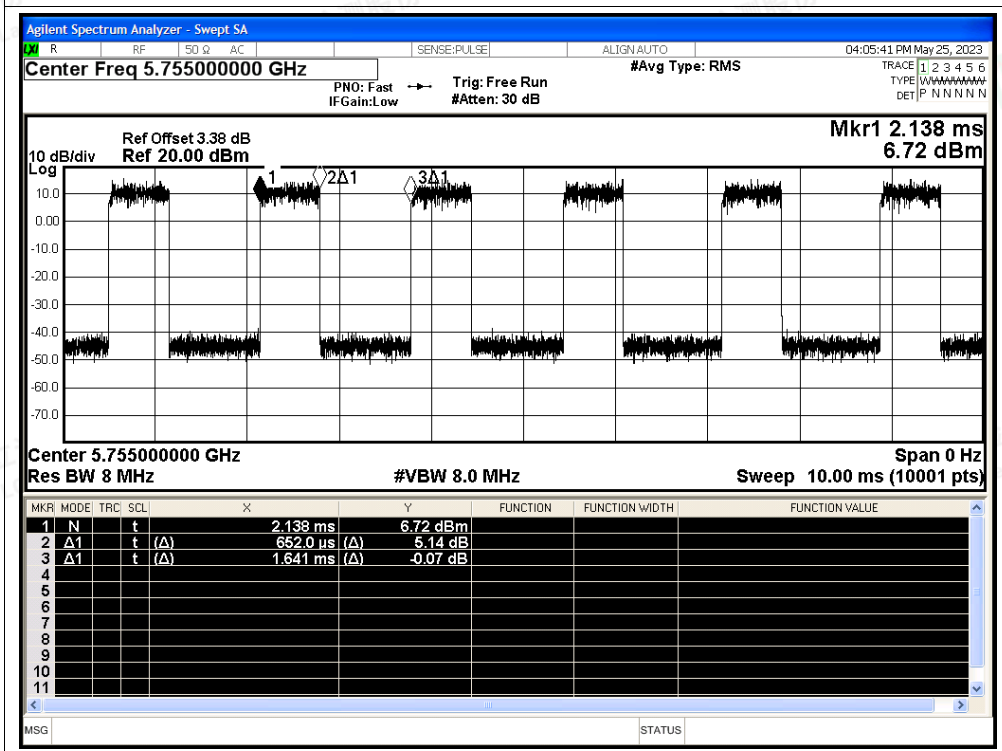 Agilent Spectrum Analyzer - Swept SA
LXI R RF 50 Ω AC SENSE:PULSE ALIGN AUTO 04:05:41 PM May 25, 2023
Center Freq 5.755000000 GHz #Avg Type: RMS TRACE 1 2 3 4 5 6
PNO: Fast Trig: Free Run TYPE WWWWWW
IFGain:Low #Atten: 30 dB DET P N N N N N
Mkr1 2.138 ms
Ref Offset 3.38 dB
10 dB/div Ref 20.00 dBm 6.72 dBm
Log
1 2Δ1 3Δ1
10.0
0.00
-10.0
-20.0
-30.0
-40.0
-50.0
-60.0
-70.0
Center 5.755000000 GHz Span 0 Hz
Res BW 8 MHz #VBW 8.0 MHz Sweep 10.00 ms (10001 pts)
MKR MODE TRC SCL X Y FUNCTION FUNCTION WIDTH FUNCTION VALUE
1 N t 2.138 ms 6.72 dBm
2 Δ1 t (Δ) 652.0 µs (Δ) 5.14 dB
3 Δ1 t (Δ) 1.641 ms (Δ) -0.07 dB
4
5
6
7
8
9
10
11
MSG STATUS